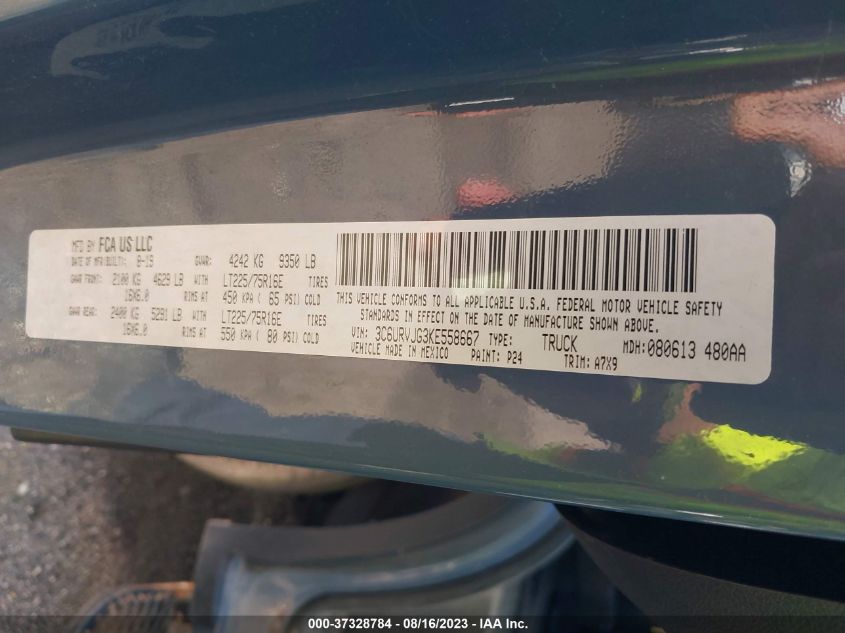 MFD BY FCA US LLC
DATE OF MFR(BUILT): 8-19 GVWR: 4242 KG 9350 LB
GAWR FRONT: 2100 KG 4629 LB WITH LT225/75R16E TIRES
16X6.0 RIMS AT 450 KPA ( 65 PSI) COLD
GAWR REAR: 2400 KG 5291 LB WITH LT225/75R16E TIRES
16X6.0 RIMS AT 550 KPA ( 80 PSI) COLD
THIS VEHICLE CONFORMS TO ALL APPLICABLE U.S.A. FEDERAL MOTOR VEHICLE SAFETY
STANDARDS IN EFFECT ON THE DATE OF MANUFACTURE SHOWN ABOVE.
VIN: 3C6URVJG3KE558667 TYPE: TRUCK MDH:080613 480AA
VEHICLE MADE IN MEXICO PAINT: P24 TRIM: A7X9
000-37328784 - 08/16/2023 - IAA Inc.